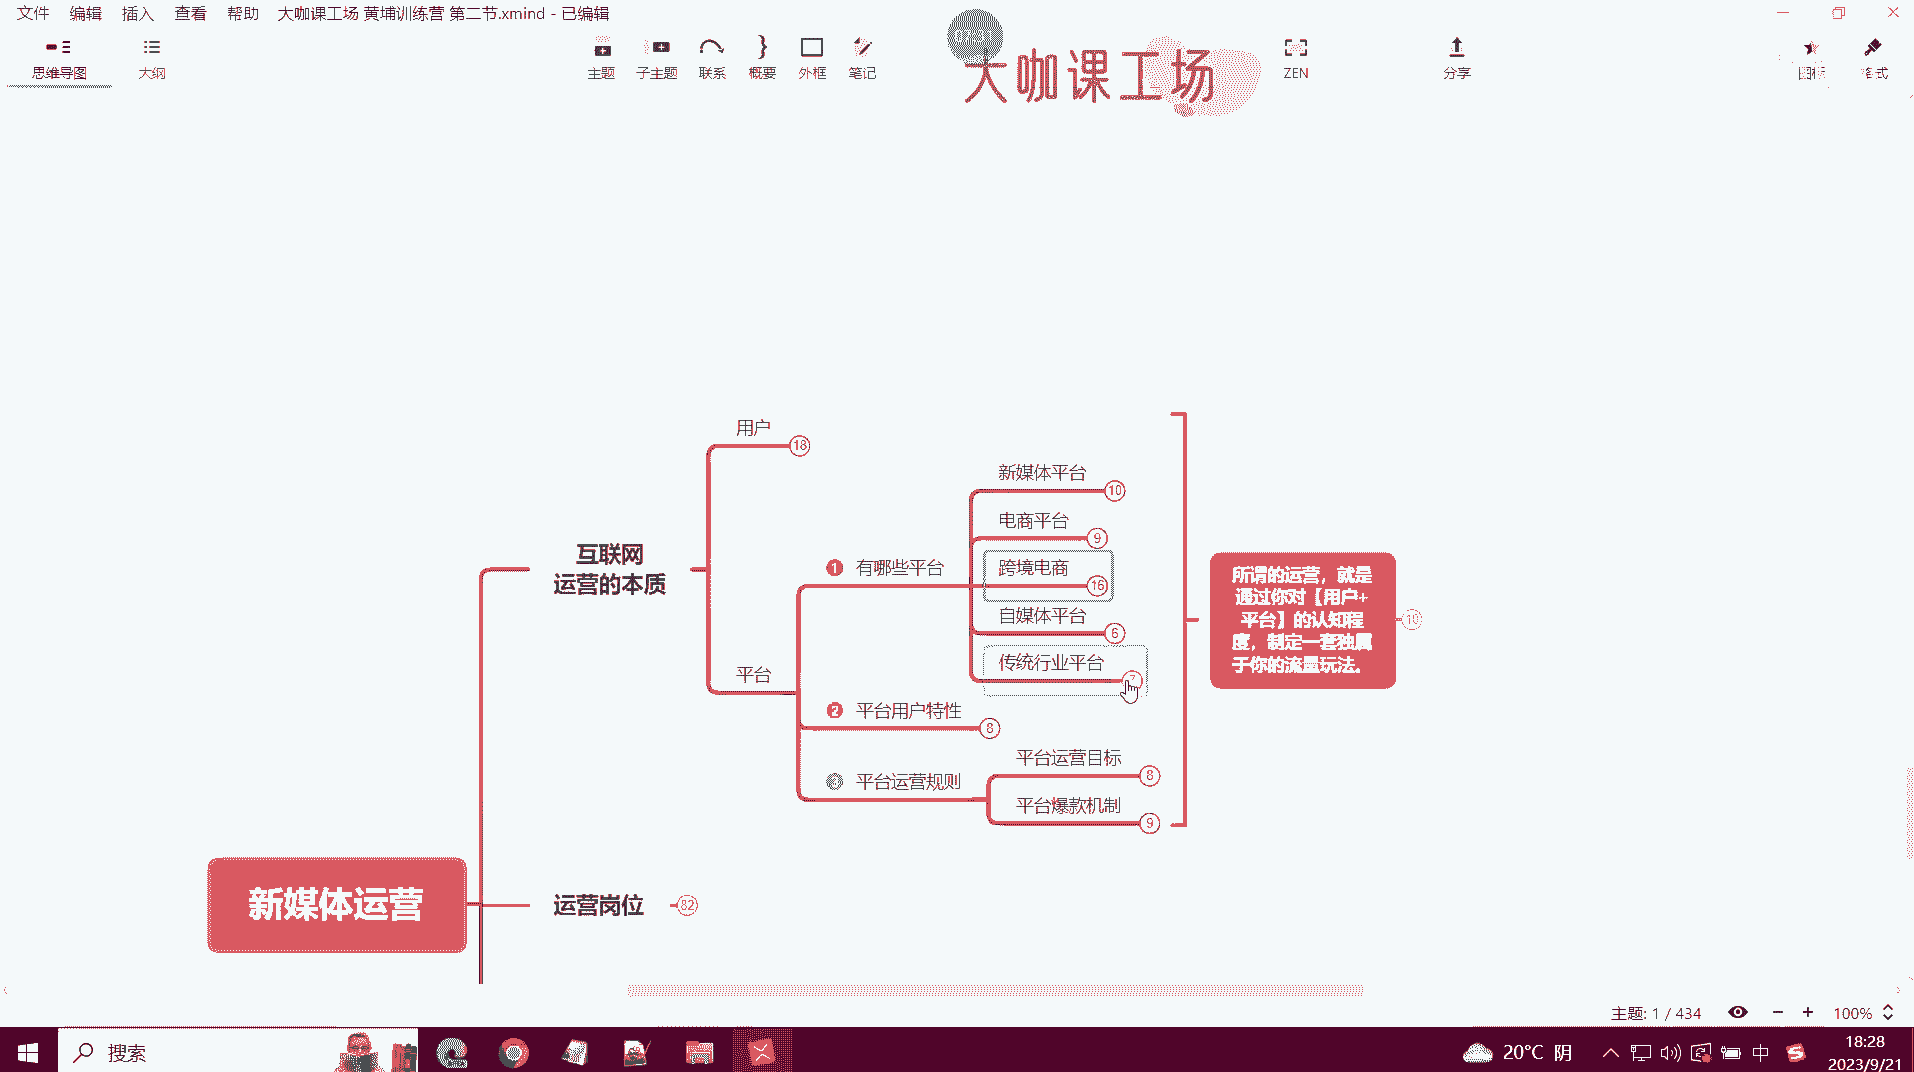 文件 编辑 插入 查看 帮助 大咖课工场 黄埔训练营 第二节.xmind - 已编辑
思维导图 大纲 主题 子主题 联系 概要 外框 笔记 ZEN 分享 图标 格式
大咖课工场
用户 18
新媒体平台 10
电商平台 9
互联网
运营的本质
1 有哪些平台
跨境电商 16
自媒体平台 6
传统行业平台
平台
2 平台用户特性 8
3 平台运营规则
平台运营目标 8
平台爆款机制 9
所谓的运营，就是
通过你对【用户+
平台】的认知程
度，制定一套独属
于你的流量玩法。
新媒体运营
运营岗位 82
主题: 1 / 434 100%
搜索
20°C 阴
中
18:28
2023/9/21